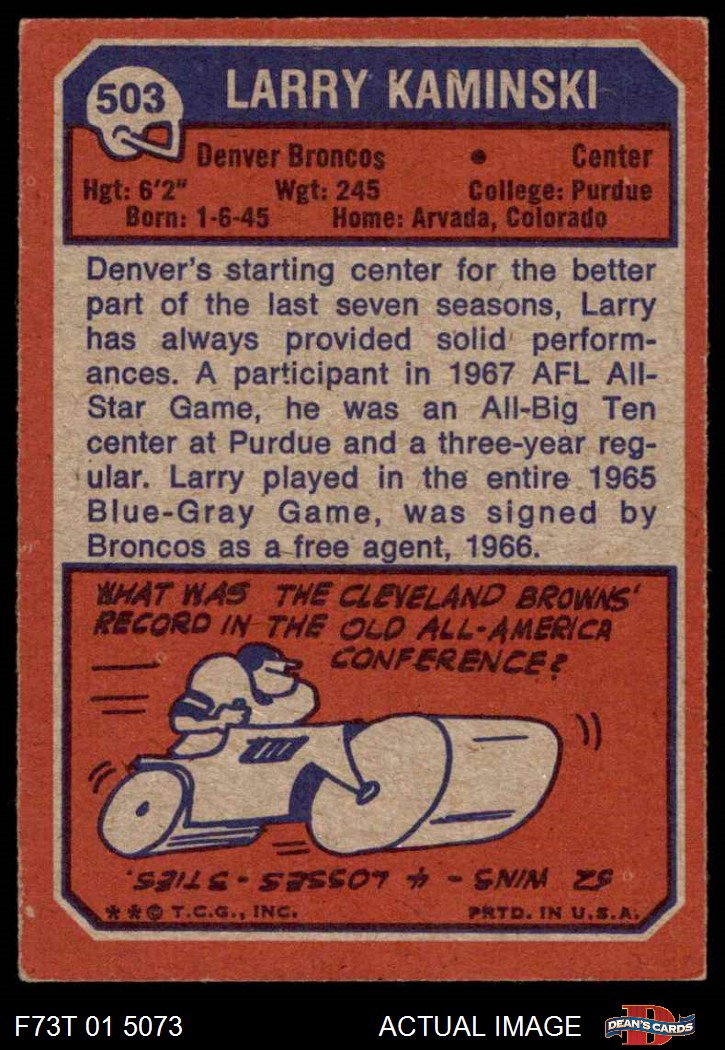 503
LARRY KAMINSKI
Denver Broncos • Center
Hgt: 6'2" Wgt: 245 College: Purdue
Born: 1-6-45 Home: Arvada, Colorado
Denver's starting center for the better
part of the last seven seasons, Larry
has always provided solid perform-
ances. A participant in 1967 AFL All-
Star Game, he was an All-Big Ten
center at Purdue and a three-year reg-
ular. Larry played in the entire 1965
Blue-Gray Game, was signed by
Broncos as a free agent, 1966.
WHAT WAS THE CLEVELAND BROWNS'
RECORD IN THE OLD ALL-AMERICA
CONFERENCE?
52 WINS - 4 LOSSES - 3 TIES.
* * © T.C.G., INC. PRTD. IN U.S.A.
F73T 01 5073 ACTUAL IMAGE
D
DEAN'S CARDS